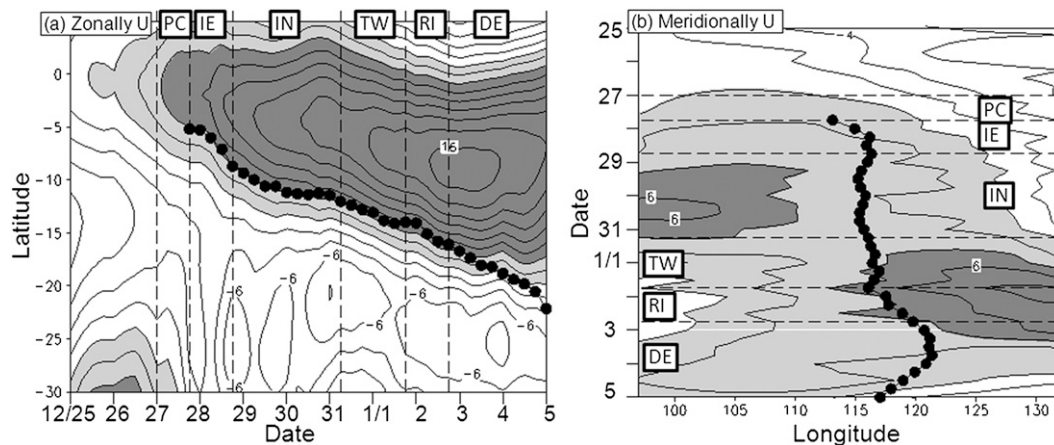 (a) Zonally U
PC
IE
IN
TW
RI
DE
0
−5
−10
−15
−20
−25
−30
Latitude
15
−6
−6
−6
−6
−6
−6
−6
−6
12/25
26
27
28
29
30
31
1/1
2
3
4
5
Date
(b) Meridionally U
25
27
29
31
1/1
3
5
Date
4
PC
IE
IN
6
6
6
TW
RI
DE
100
105
110
115
120
125
130
Longitude